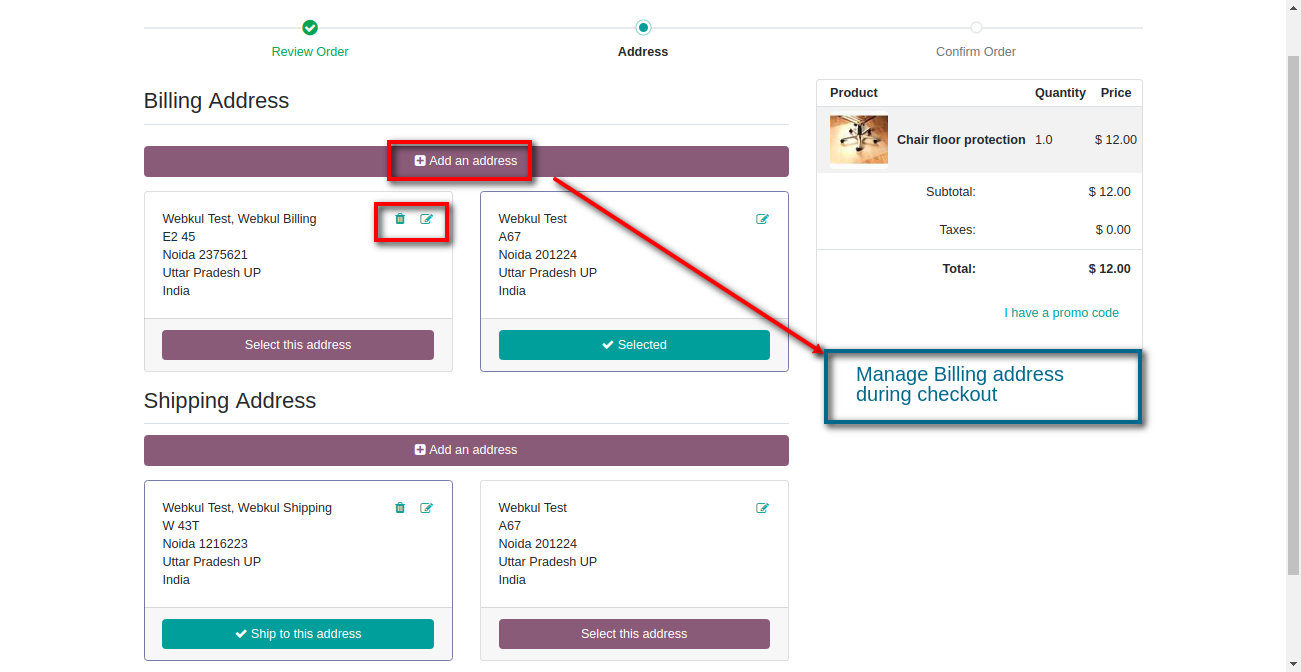 Review Order
Address
Confirm Order
Billing Address
Add an address
Webkul Test, Webkul Billing
E2 45
Noida 2375621
Uttar Pradesh UP
India
Select this address
Webkul Test
A67
Noida 201224
Uttar Pradesh UP
India
Selected
Shipping Address
Add an address
Webkul Test, Webkul Shipping
W 43T
Noida 1216223
Uttar Pradesh UP
India
Ship to this address
Webkul Test
A67
Noida 201224
Uttar Pradesh UP
India
Select this address
Product Quantity Price
Chair floor protection 1.0 $ 12.00
Subtotal: $ 12.00
Taxes: $ 0.00
Total: $ 12.00
I have a promo code
Manage Billing address
during checkout